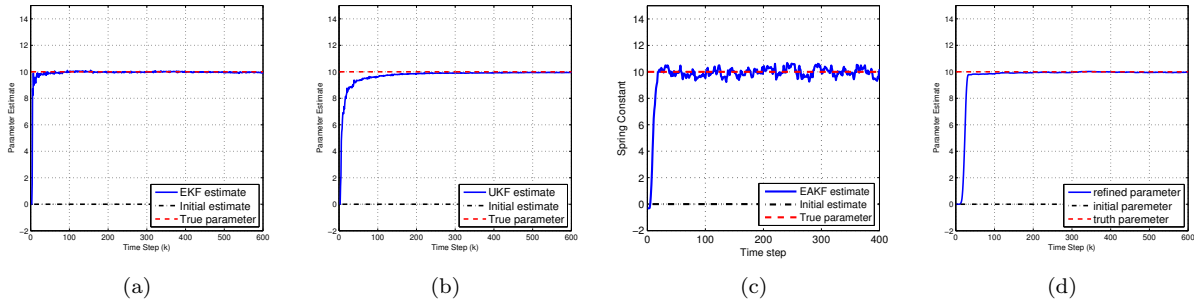 14
12
10
8
6
4
2
0
−2
Parameter Estimate
EKF estimate
Initial estimate
True parameter
0 100 200 300 400 500 600
Time Step (k)
(a)
14
12
10
8
6
4
2
0
−2
Parameter Estimate
UKF estimate
Initial estimate
True parameter
0 100 200 300 400 500 600
Time Step (k)
(b)
14
12
10
8
6
4
2
0
−2
Spring Constant
EAKF estimate
Initial estimate
True parameter
0 100 200 300 400
Time step
(c)
14
12
10
8
6
4
2
0
−2
Parameter Estimate
refined parameter
initial paremeter
truth paremeter
0 100 200 300 400 500 600
Time Step (k)
(d)